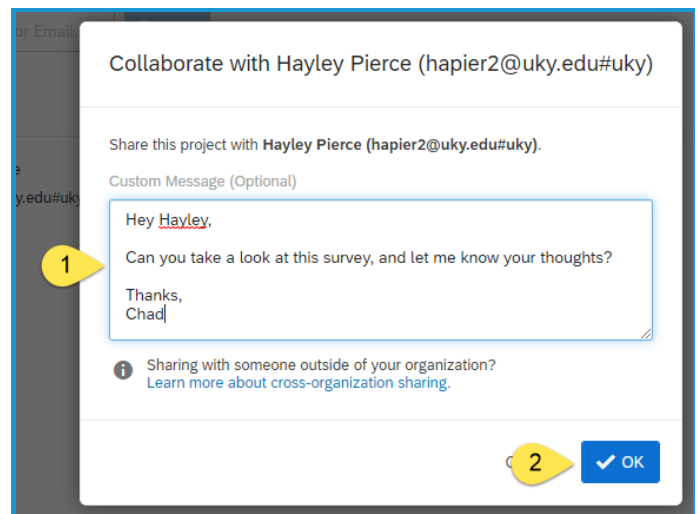 or Email.
Collaborate with Hayley Pierce (hapier2@uky.edu#uky)
Share this project with Hayley Pierce (hapier2@uky.edu#uky).
y.edu#uky
Custom Message (Optional)
Hey Hayley,
Can you take a look at this survey, and let me know your thoughts?
1
Thanks,
Chad
Sharing with someone outside of your organization?
Learn more about cross-organization sharing.
2
OK